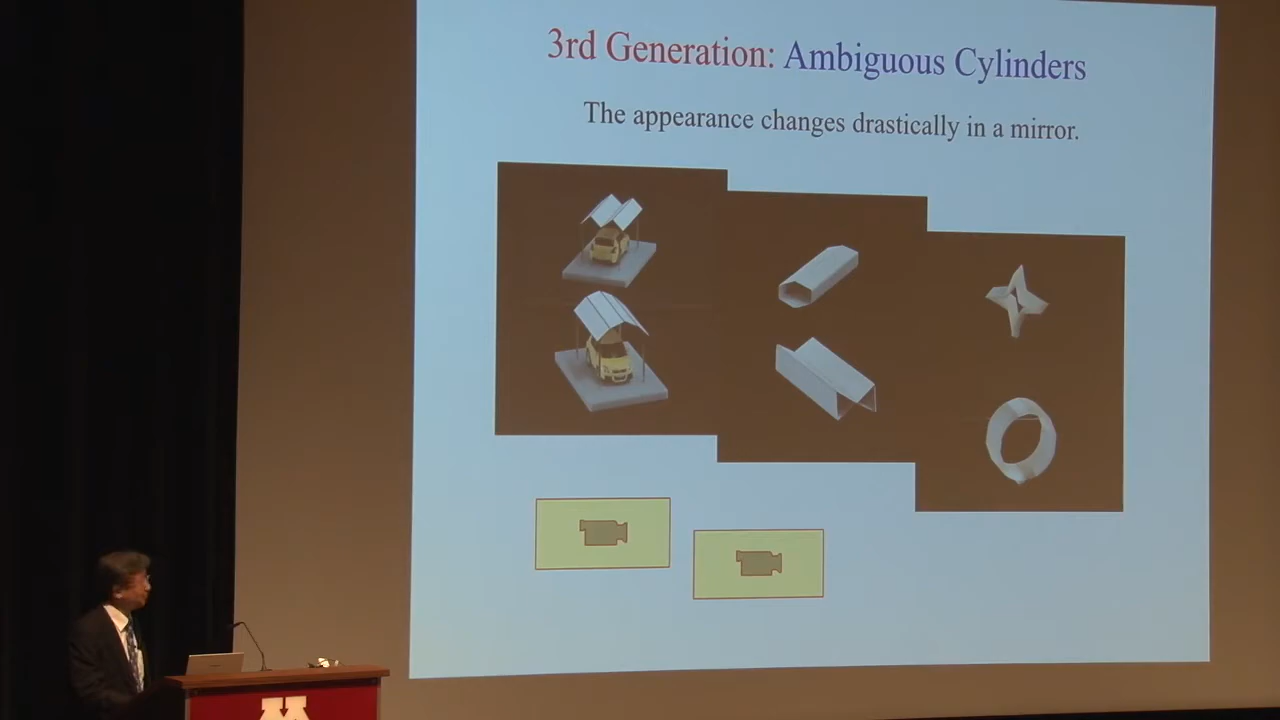 3rd Generation: Ambiguous Cylinders
The appearance changes drastically in a mirror.
M